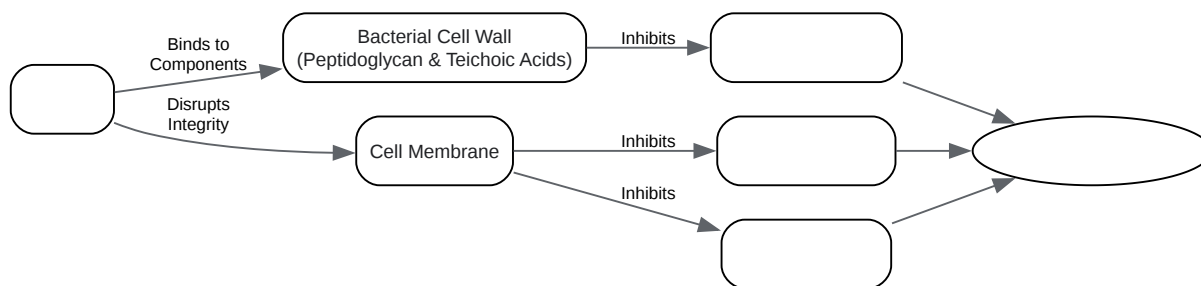 Binds to
Components
Bacterial Cell Wall
(Peptidoglycan & Teichoic Acids)
Inhibits
Disrupts
Integrity
Cell Membrane
Inhibits
Inhibits